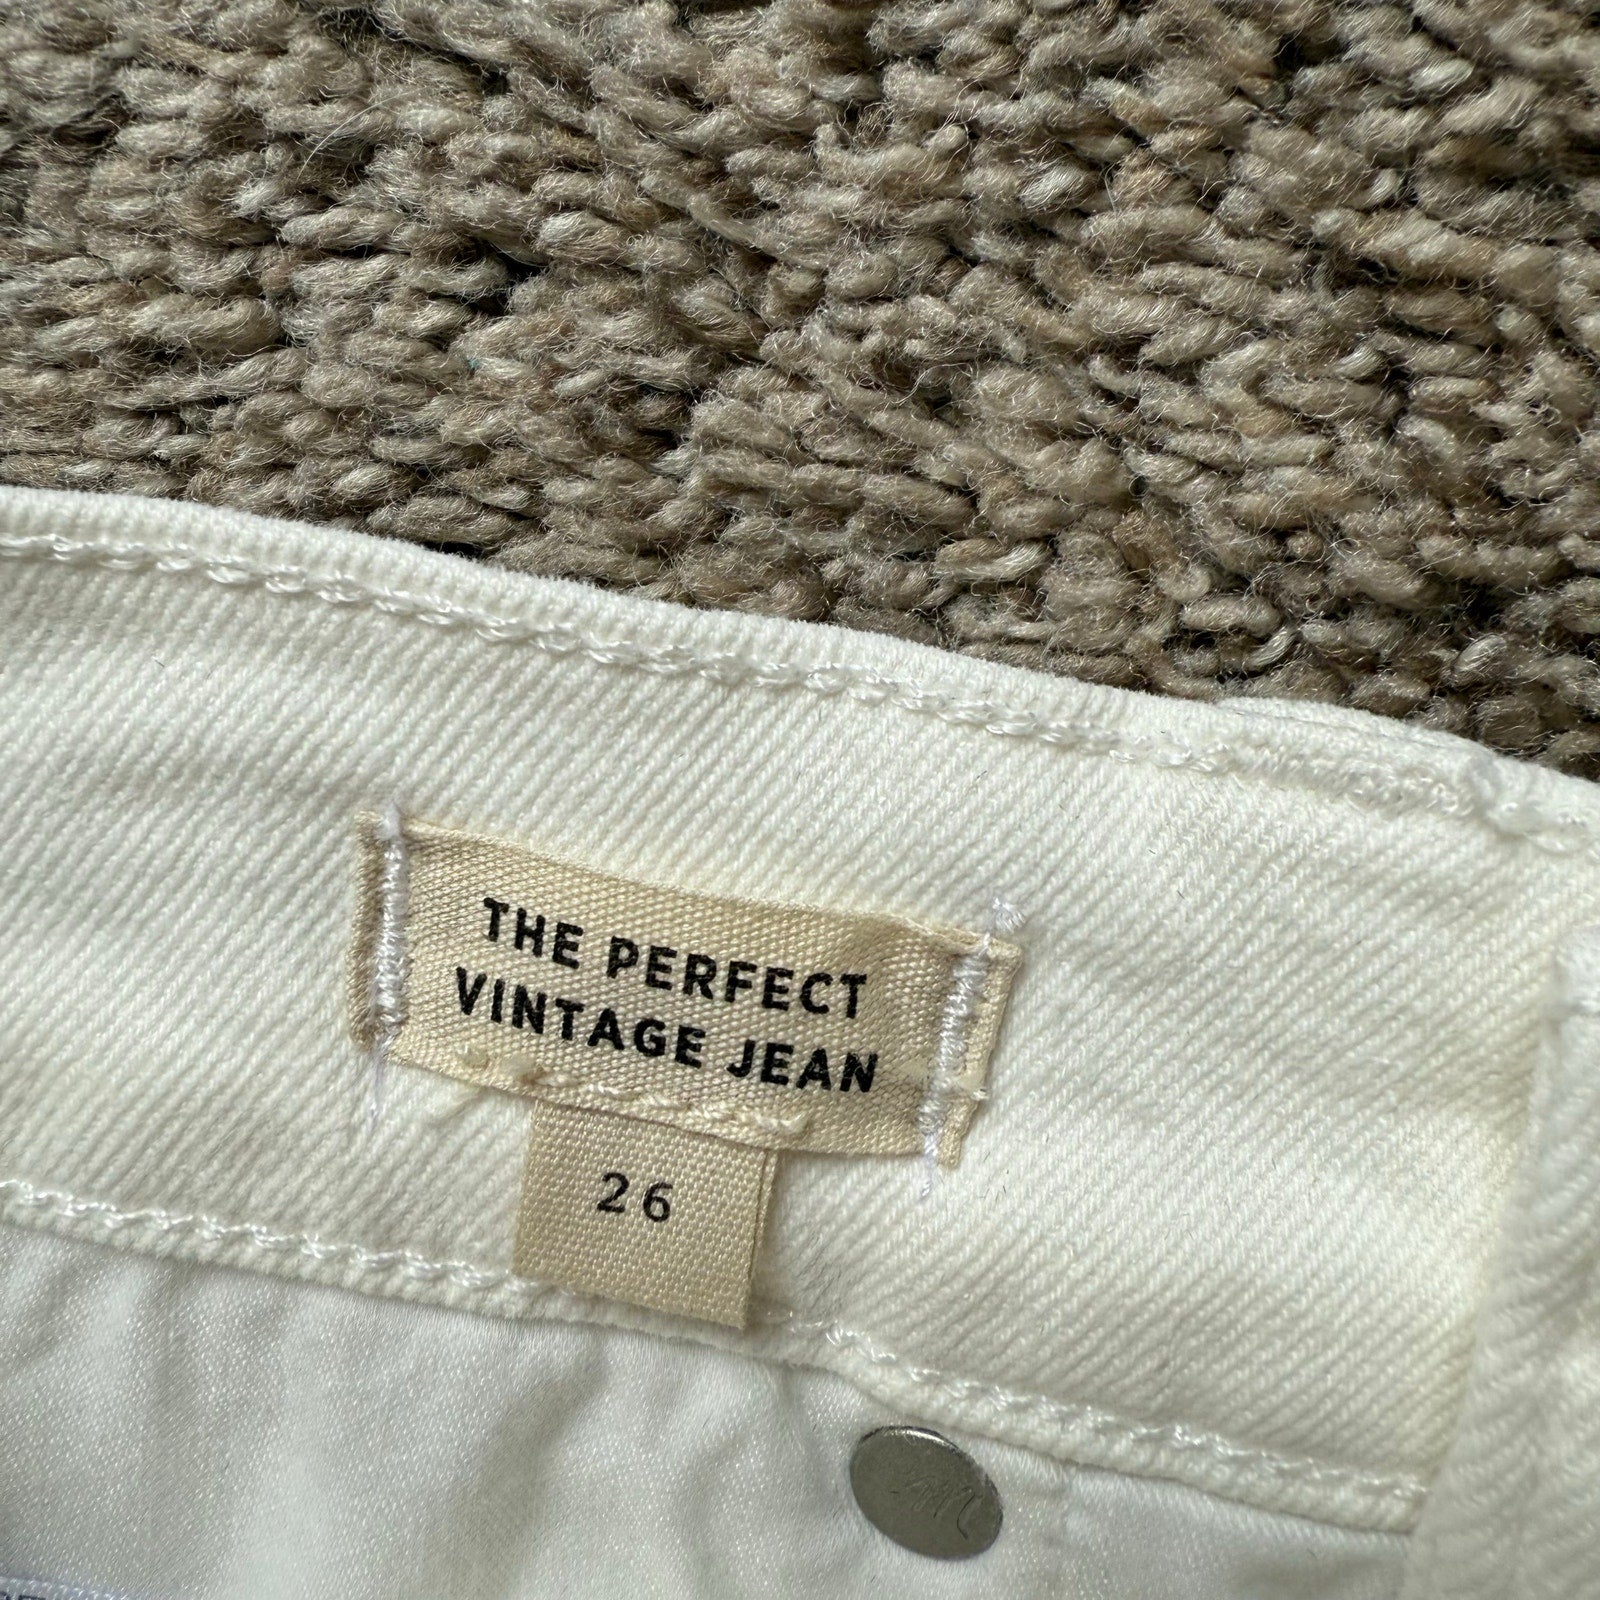 THE PERFECT
VINTAGE JEAN
26